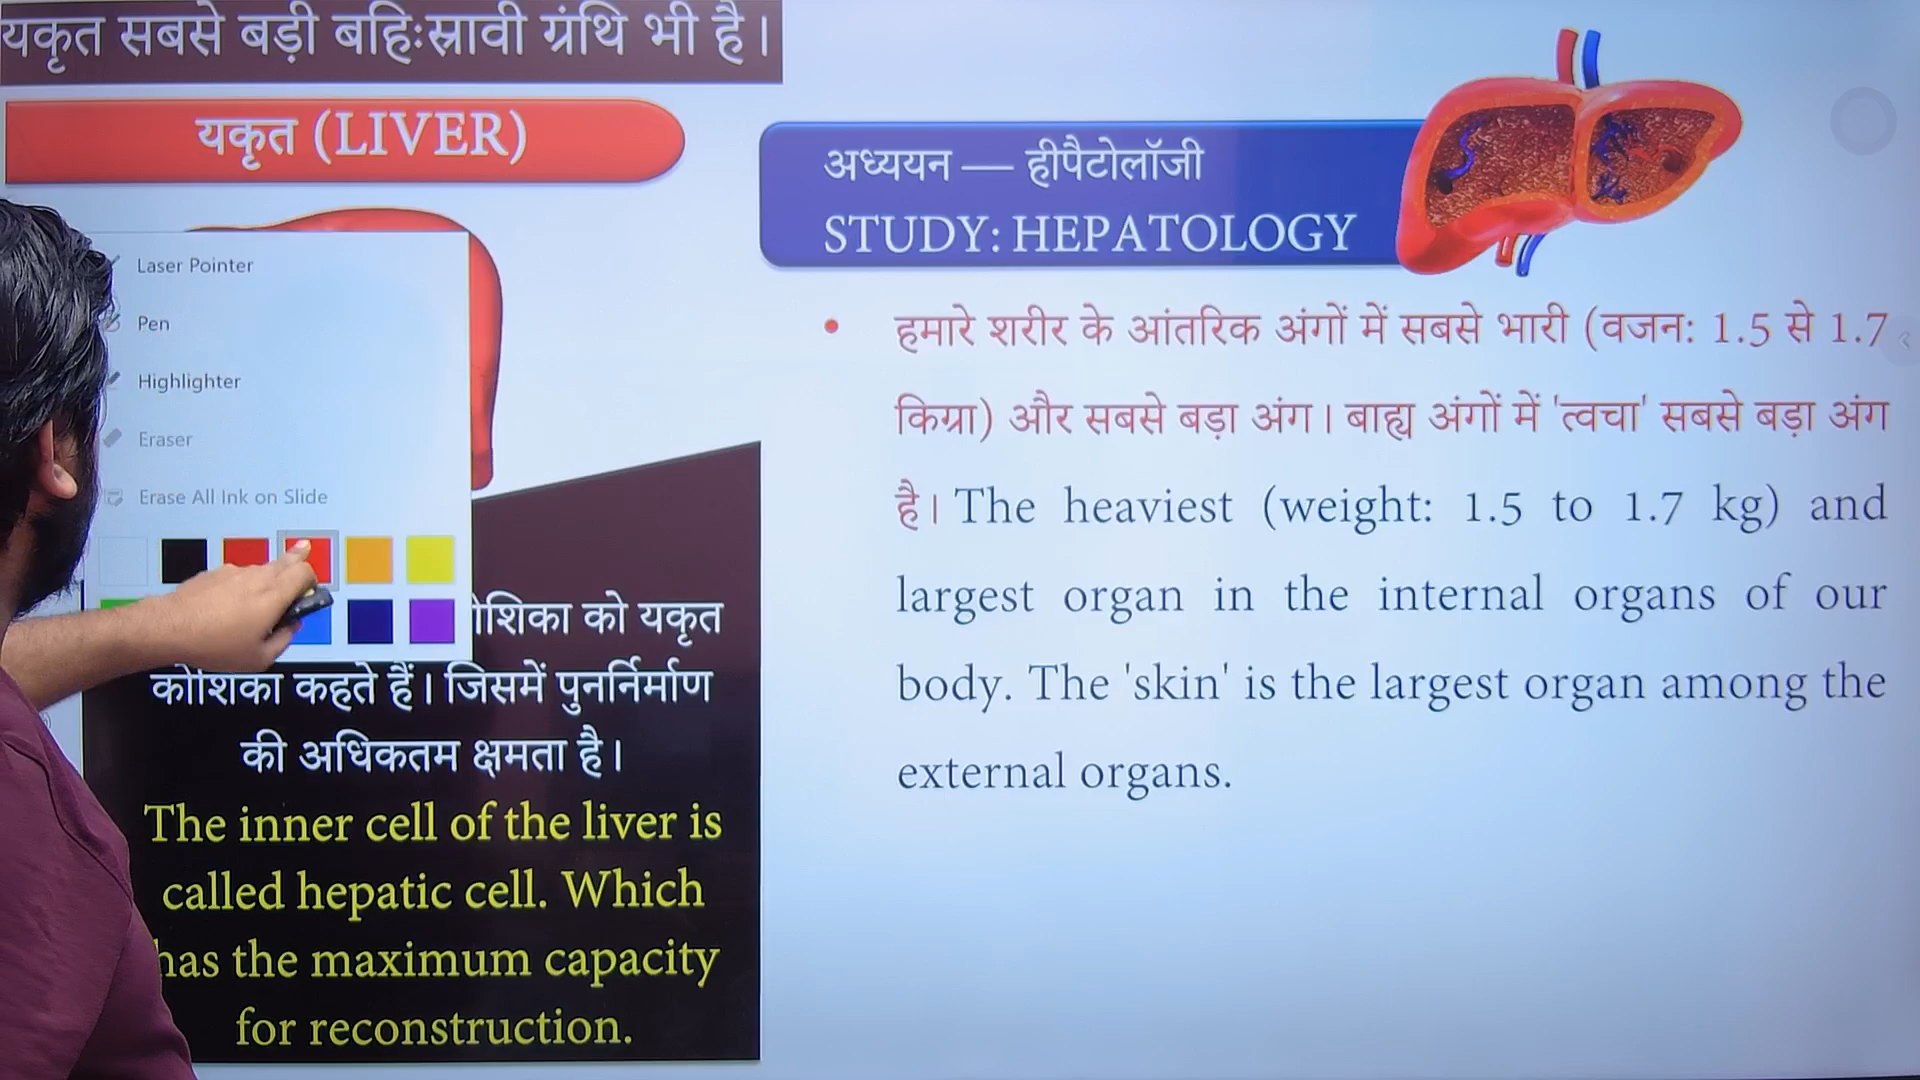 यकृत सबसे बड़ी बहिःस्रावी ग्रंथि भी है।
यकृत (LIVER)
अध्ययन — हीपैटोलॉजी
STUDY: HEPATOLOGY
Laser Pointer
Pen
Highlighter
Eraser
Erase All Ink on Slide
को यकृत
कोशिका कहते हैं। जिसमें पुनर्निर्माण
की अधिकतम क्षमता है।
The inner cell of the liver is
called hepatic cell. Which
has the maximum capacity
for reconstruction.
• हमारे शरीर के आंतरिक अंगों में सबसे भारी (वजन: 1.5 से 1.7
किग्रा) और सबसे बड़ा अंग। बाह्य अंगों में 'त्वचा' सबसे बड़ा अंग
है। The heaviest (weight: 1.5 to 1.7 kg) and
largest organ in the internal organs of our
body. The 'skin' is the largest organ among the
external organs.